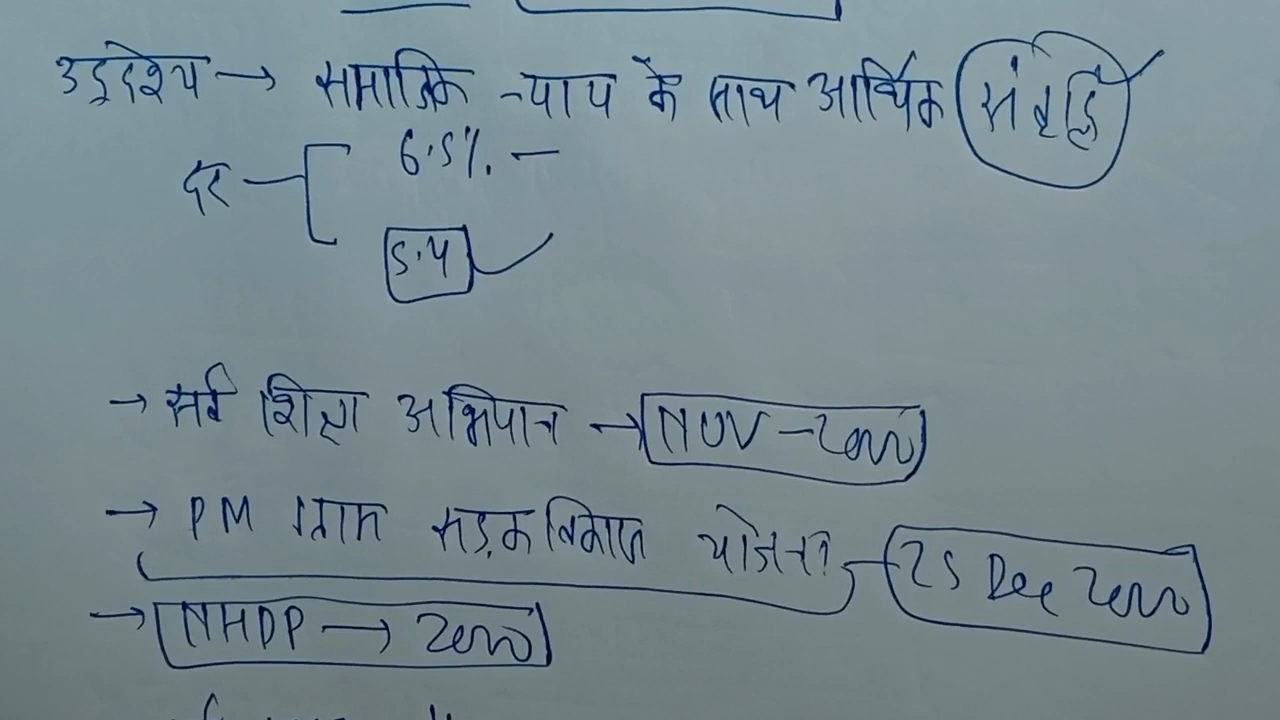 उद्देश्य → समाजिक न्याय के साथ आर्थिक संवृद्धि
दर 6.5%. —
5.4
→ सर्व शिक्षा अभियान → NOV - 2000
→ PM ग्राम सड़क विकास योजना - 25 Dec 2000
→ NHDP → 2000